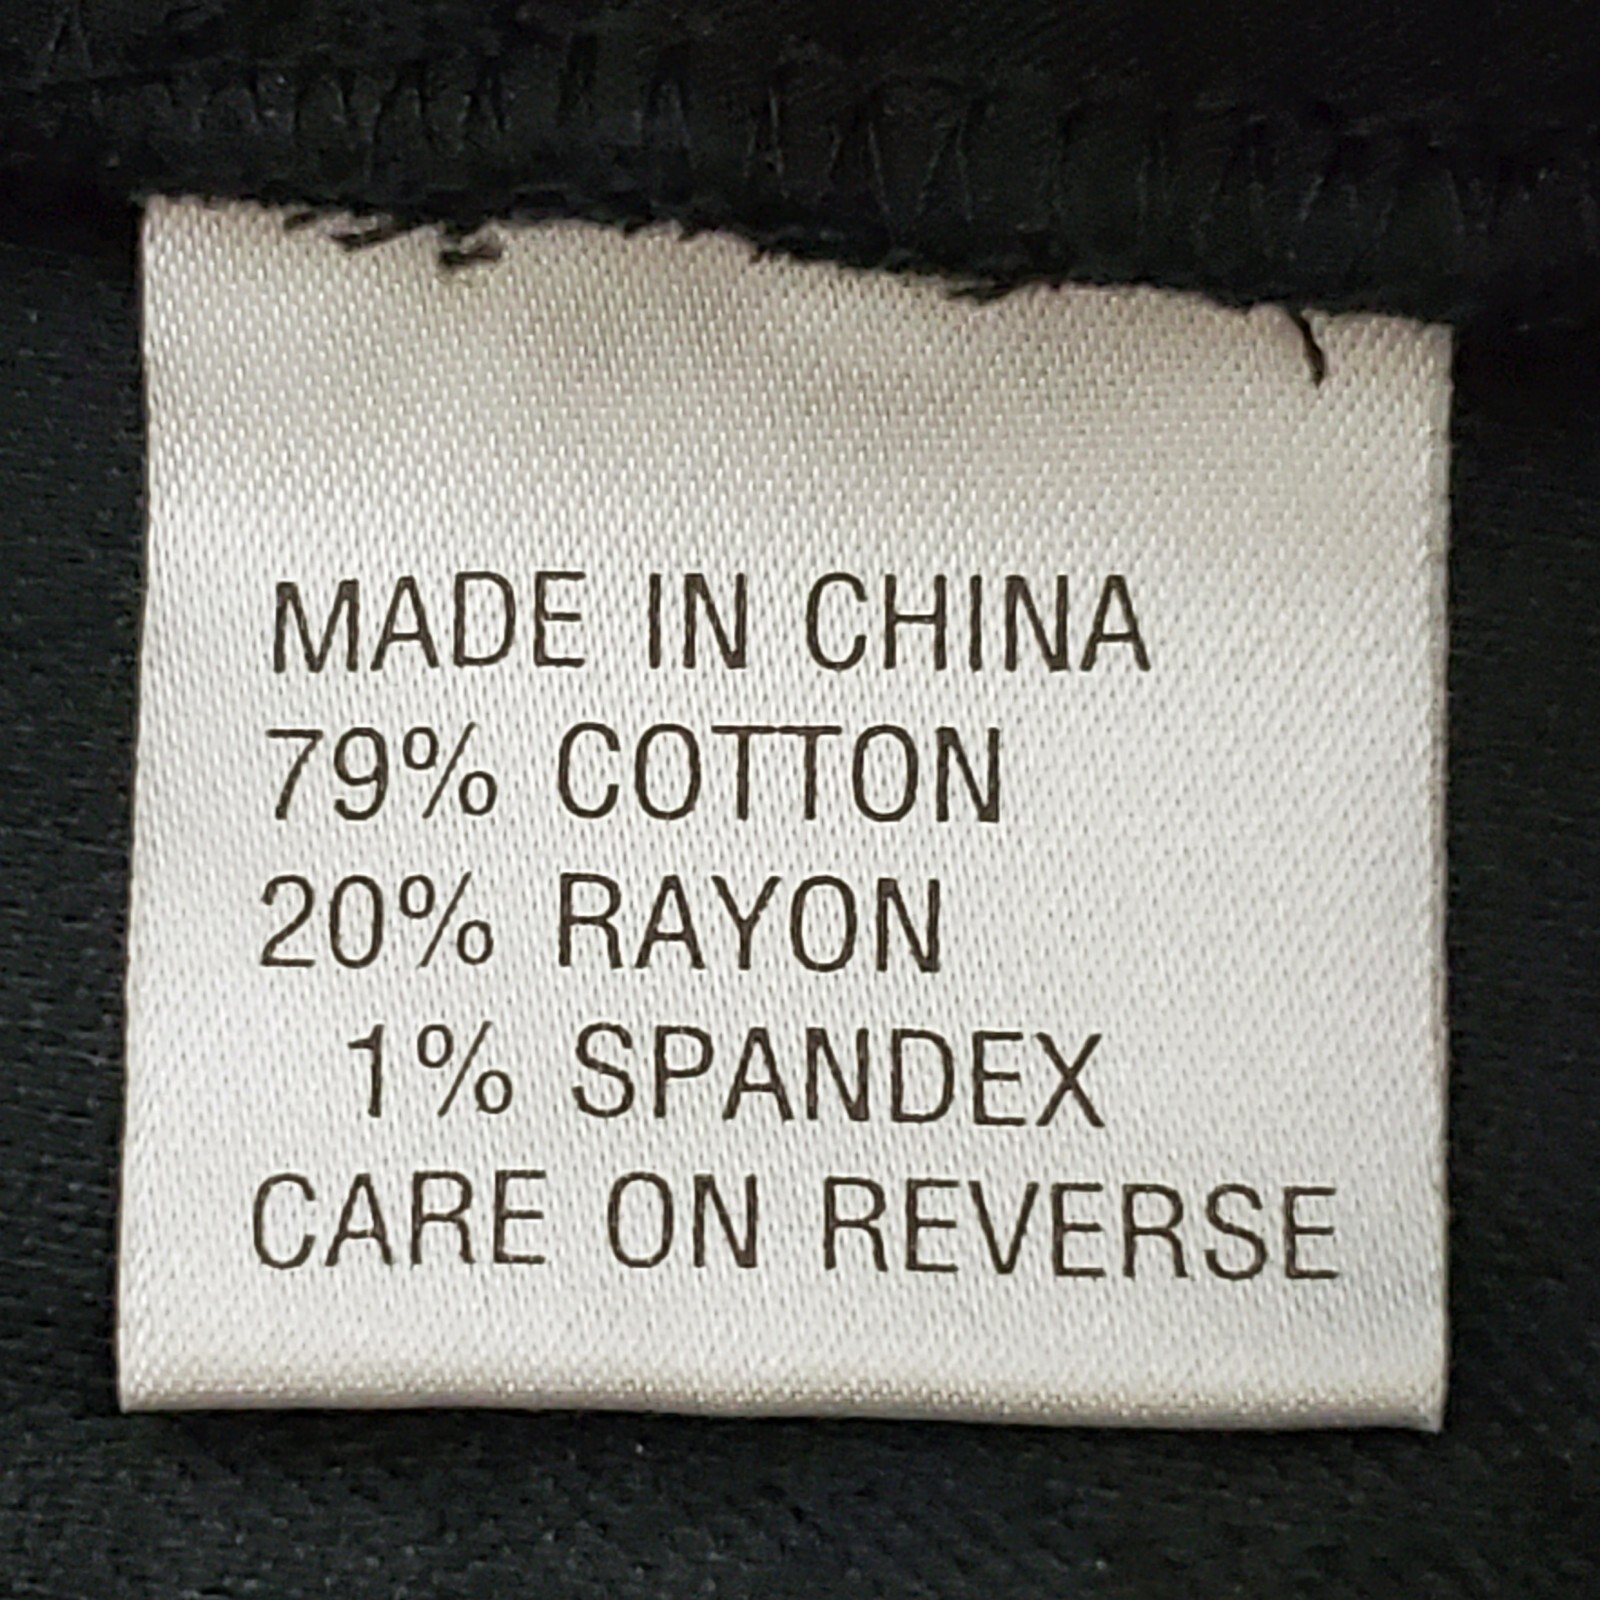 MADE IN CHINA
79% COTTON
20% RAYON
1% SPANDEX
CARE ON REVERSE